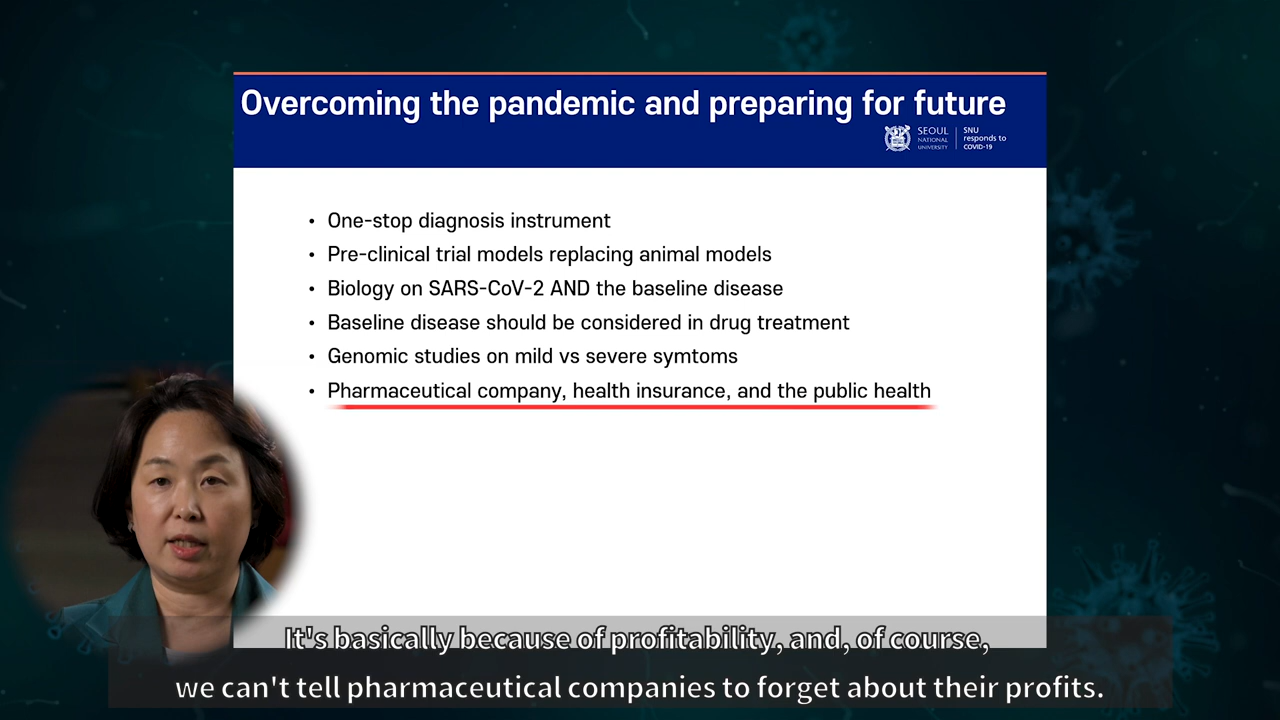 Overcoming the pandemic and preparing for future
SEOUL
NATIONAL
UNIVERSITY
SNU
responds to
COVID-19
• One-stop diagnosis instrument
• Pre-clinical trial models replacing animal models
• Biology on SARS-CoV-2 AND the baseline disease
• Baseline disease should be considered in drug treatment
• Genomic studies on mild vs severe symtoms
• Pharmaceutical company, health insurance, and the public health
It's basically because of profitability, and, of course,
we can't tell pharmaceutical companies to forget about their profits.